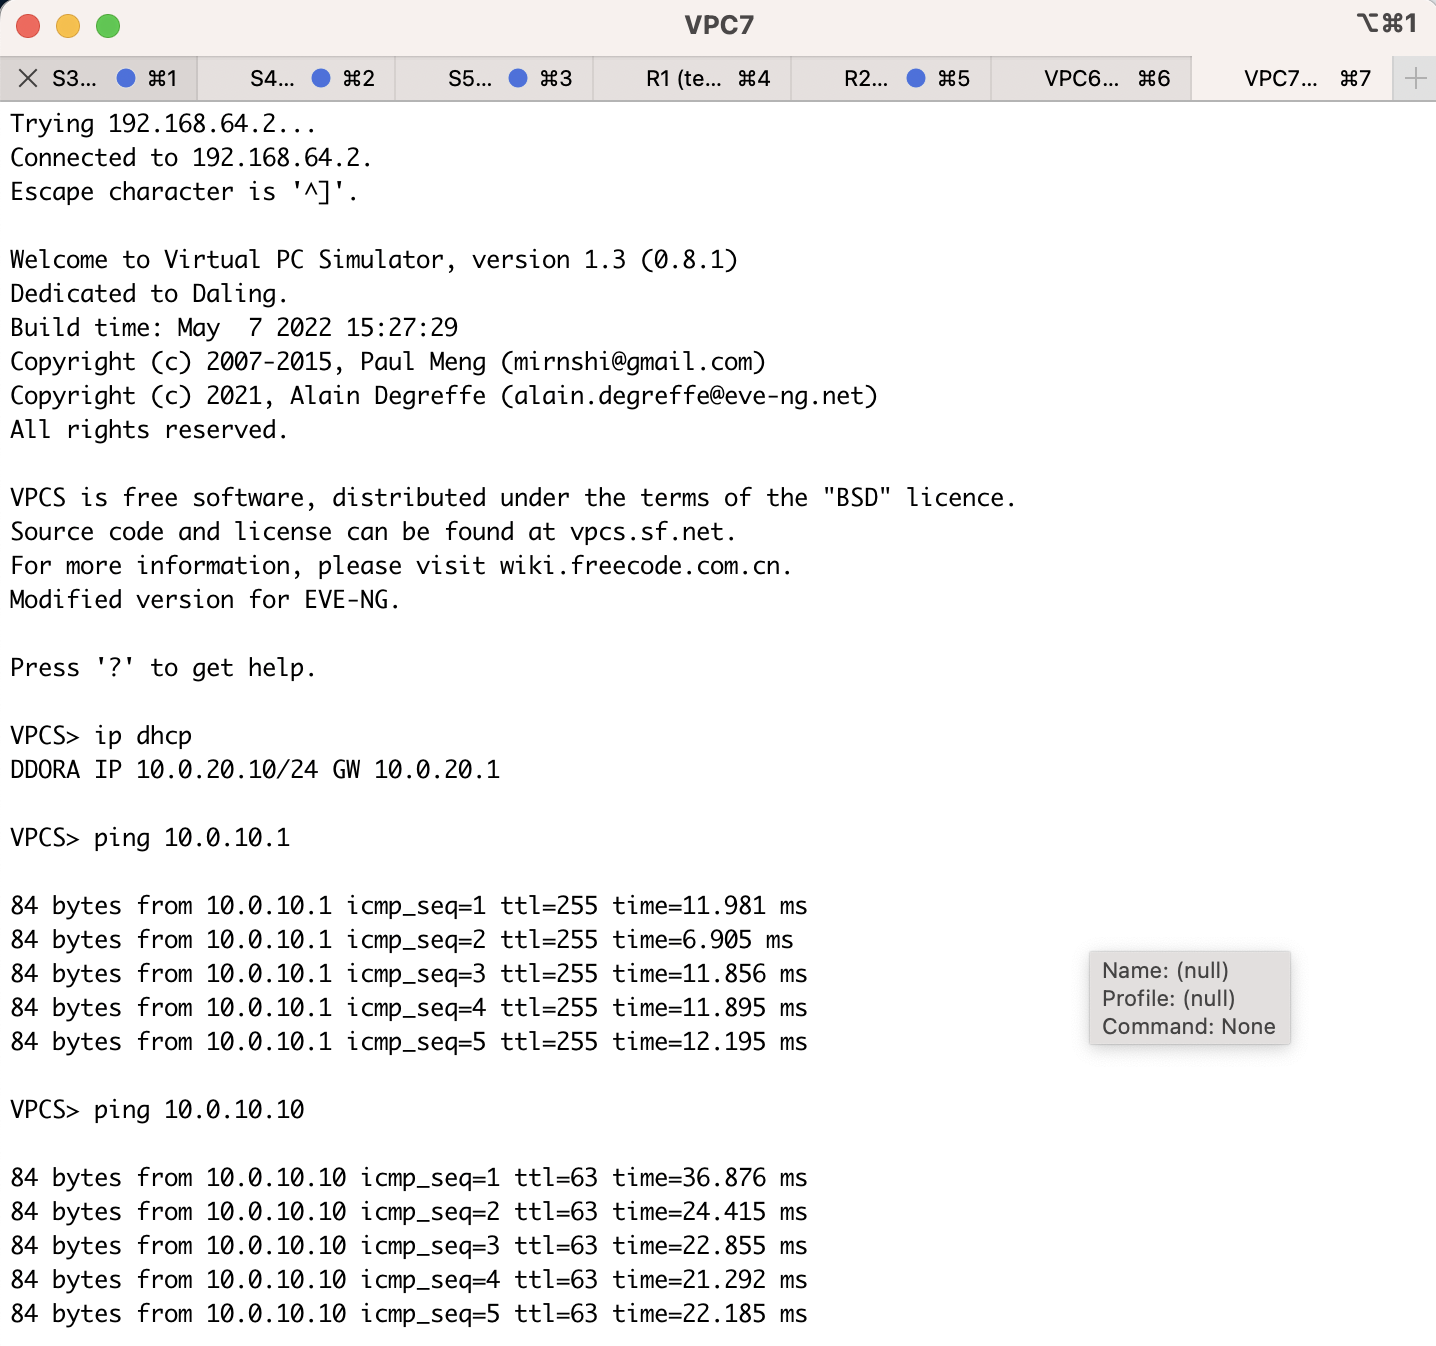 VPC7
⌥⌘1
S3... ⌘1
S4... ⌘2
S5... ⌘3
R1 (te... ⌘4
R2... ⌘5
VPC6... ⌘6
VPC7... ⌘7
Trying 192.168.64.2...
Connected to 192.168.64.2.
Escape character is '^]'.
Welcome to Virtual PC Simulator, version 1.3 (0.8.1)
Dedicated to Daling.
Build time: May  7 2022 15:27:29
Copyright (c) 2007-2015, Paul Meng (mirnshi@gmail.com)
Copyright (c) 2021, Alain Degreffe (alain.degreffe@eve-ng.net)
All rights reserved.
VPCS is free software, distributed under the terms of the "BSD" licence.
Source code and license can be found at vpcs.sf.net.
For more information, please visit wiki.freecode.com.cn.
Modified version for EVE-NG.
Press '?' to get help.
VPCS> ip dhcp
DDORA IP 10.0.20.10/24 GW 10.0.20.1
VPCS> ping 10.0.10.1
84 bytes from 10.0.10.1 icmp_seq=1 ttl=255 time=11.981 ms
84 bytes from 10.0.10.1 icmp_seq=2 ttl=255 time=6.905 ms
84 bytes from 10.0.10.1 icmp_seq=3 ttl=255 time=11.856 ms
84 bytes from 10.0.10.1 icmp_seq=4 ttl=255 time=11.895 ms
84 bytes from 10.0.10.1 icmp_seq=5 ttl=255 time=12.195 ms
Name: (null)
Profile: (null)
Command: None
VPCS> ping 10.0.10.10
84 bytes from 10.0.10.10 icmp_seq=1 ttl=63 time=36.876 ms
84 bytes from 10.0.10.10 icmp_seq=2 ttl=63 time=24.415 ms
84 bytes from 10.0.10.10 icmp_seq=3 ttl=63 time=22.855 ms
84 bytes from 10.0.10.10 icmp_seq=4 ttl=63 time=21.292 ms
84 bytes from 10.0.10.10 icmp_seq=5 ttl=63 time=22.185 ms